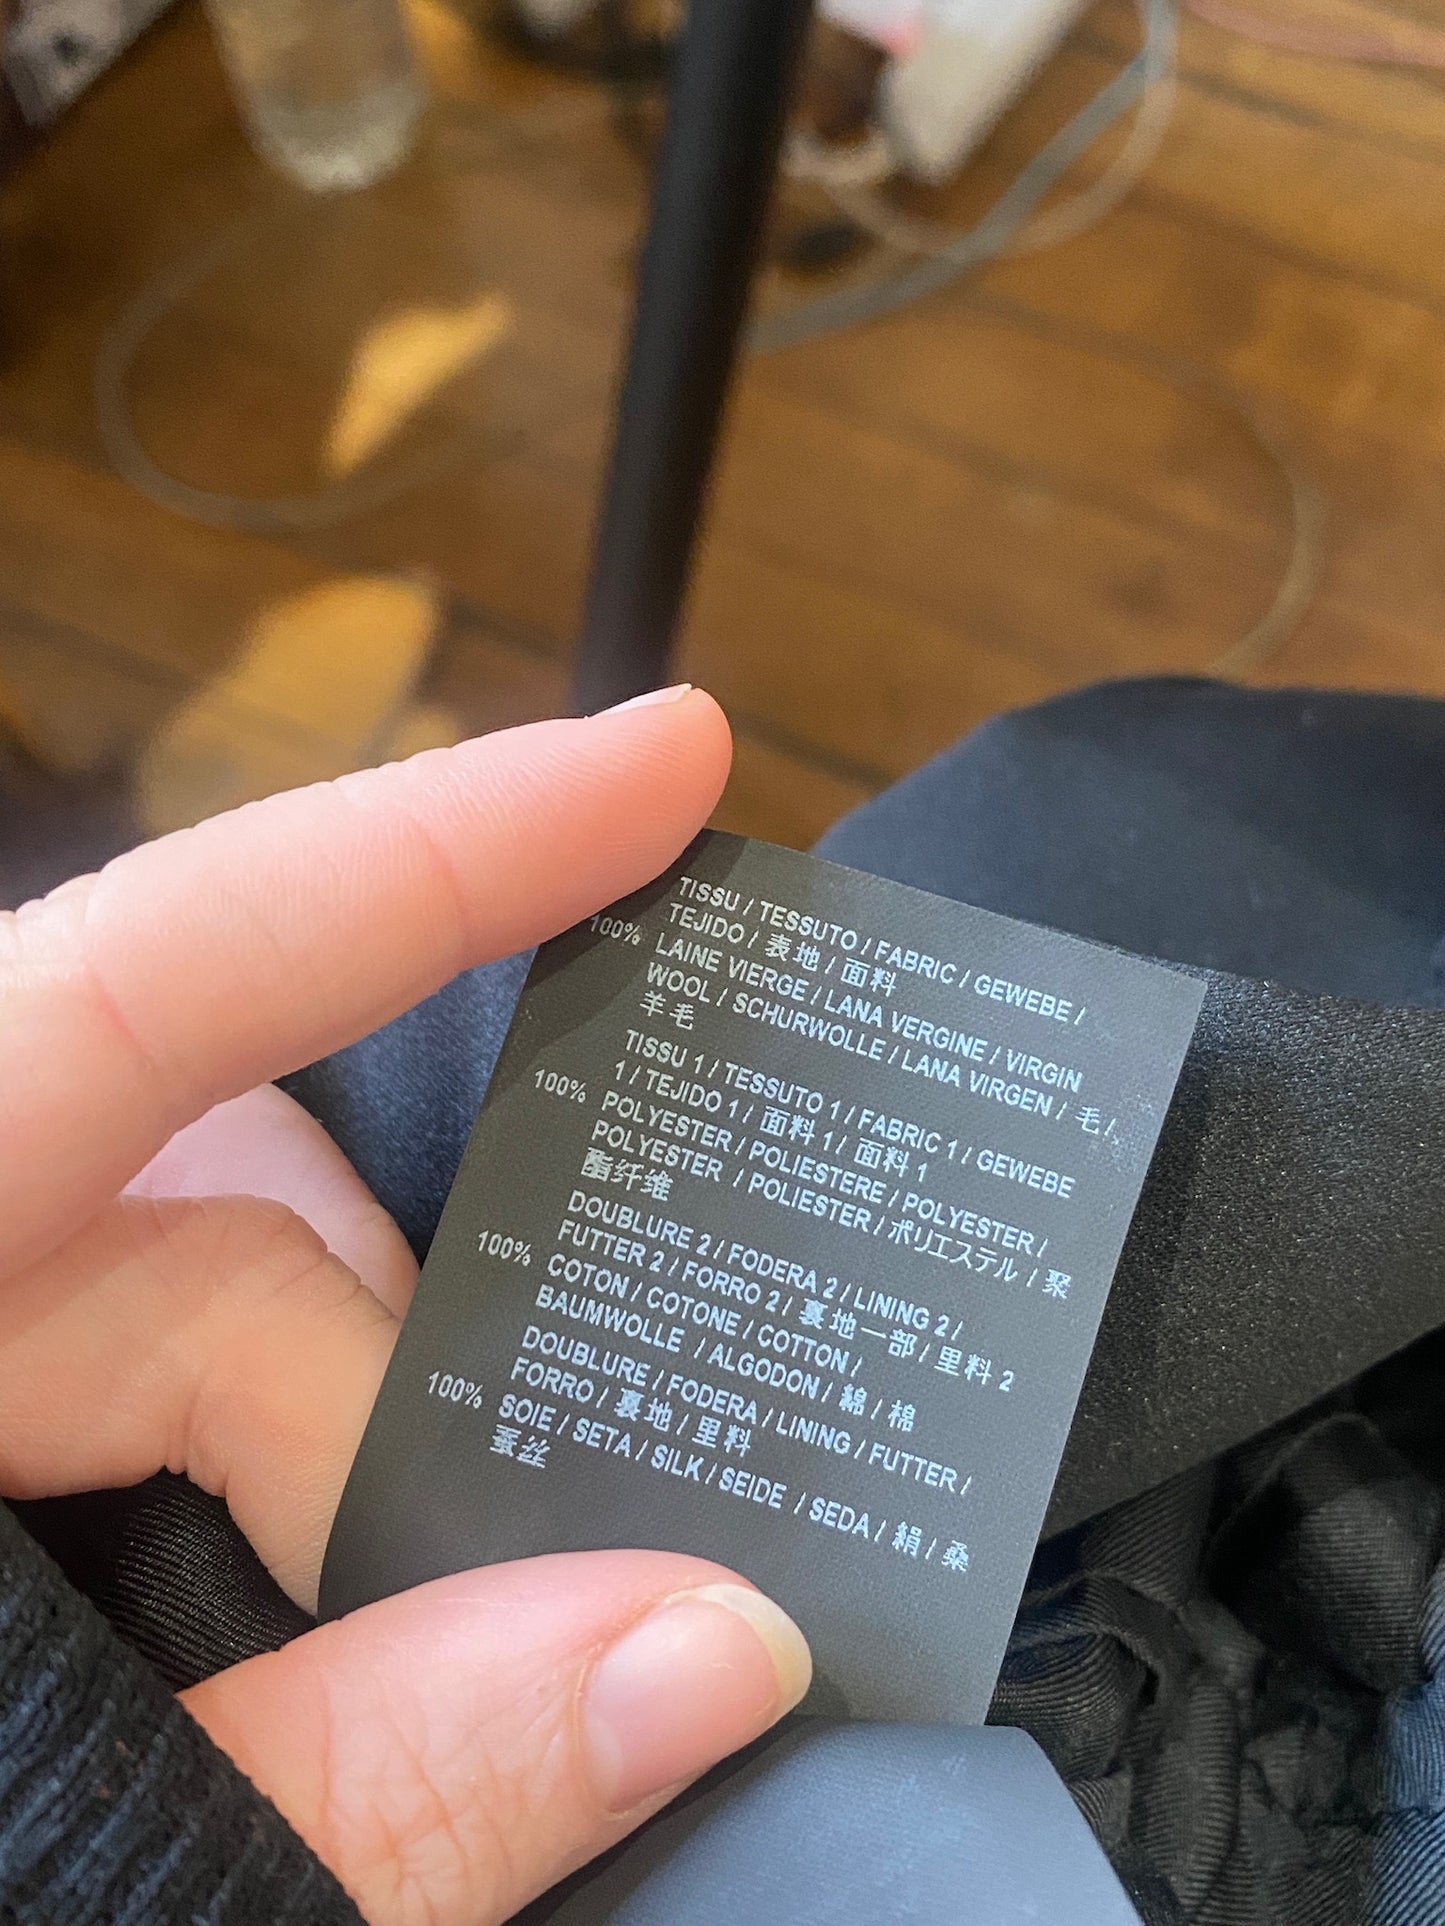 TISSU / TESSUTO / FABRIC / GEWEBE /
TEJIDO / 表地 / 面料
100% LAINE VIERGE / LANA VERGINE / VIRGIN
WOOL / SCHURWOLLE / LANA VIRGEN / 毛 /
羊毛
TISSU 1 / TESSUTO 1 / FABRIC 1 / GEWEBE
1 / TEJIDO 1 / 面料 1 / 面料 1
100% POLYESTER / POLIESTERE / POLYESTER /
POLYESTER / POLIESTER / ポリエステル / 聚
酯纤维
DOUBLURE 2 / FODERA 2 / LINING 2 /
FUTTER 2 / FORRO 2 / 裏地一部 / 里料 2
100% COTON / COTONE / COTTON /
BAUMWOLLE / ALGODON / 綿 / 棉
DOUBLURE / FODERA / LINING / FUTTER /
FORRO / 裏地 / 里料
100% SOIE / SETA / SILK / SEIDE / SEDA / 絹 / 桑
蚕丝